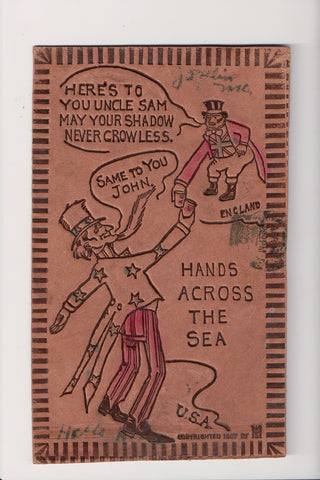 HERE'S TO
YOU UNCLE SAM
MAY YOUR SHADOW
NEVER GROW LESS.
SAME TO YOU
JOHN.
ENGLAND
HANDS
ACROSS
THE
SEA
U.S.A.
COPYRIGHTED 1907 BY